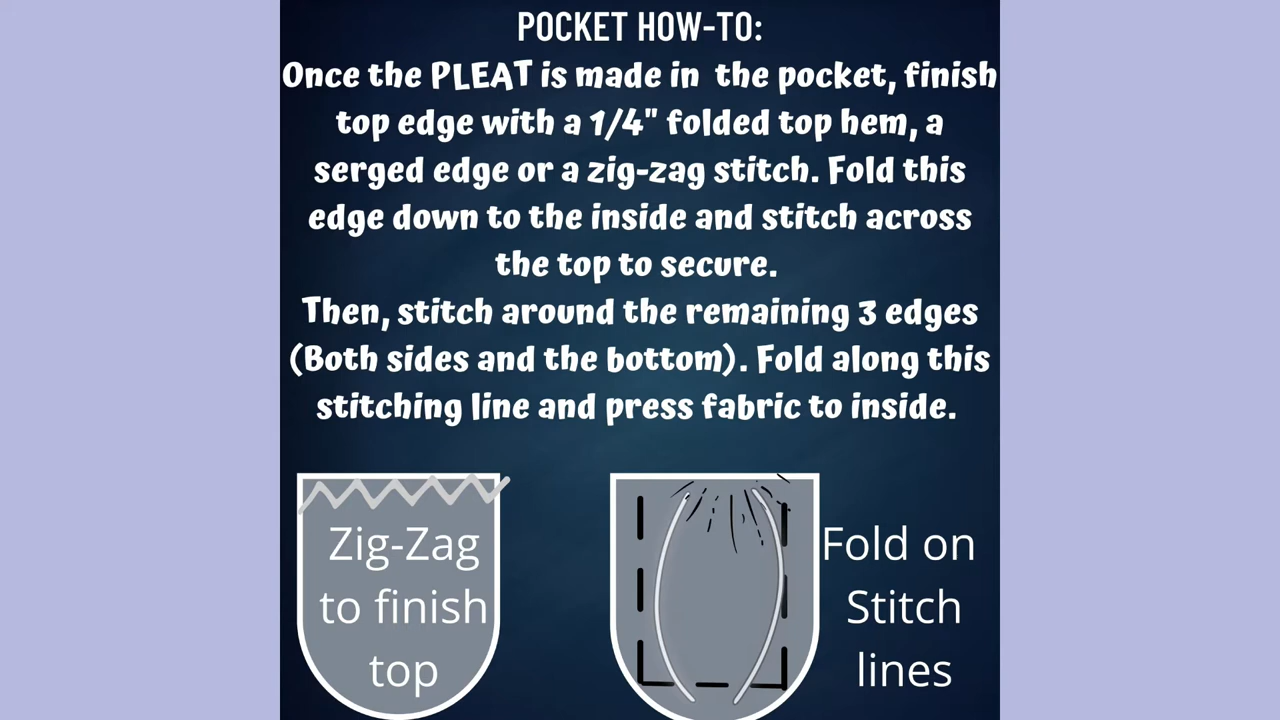 POCKET HOW-TO:
Once the PLEAT is made in the pocket, finish
top edge with a 1/4" folded top hem, a
serged edge or a zig-zag stitch. Fold this
edge down to the inside and stitch across
the top to secure.
Then, stitch around the remaining 3 edges
(Both sides and the bottom). Fold along this
stitching line and press fabric to inside.
Zig-Zag
to finish
top
Fold on
Stitch
lines